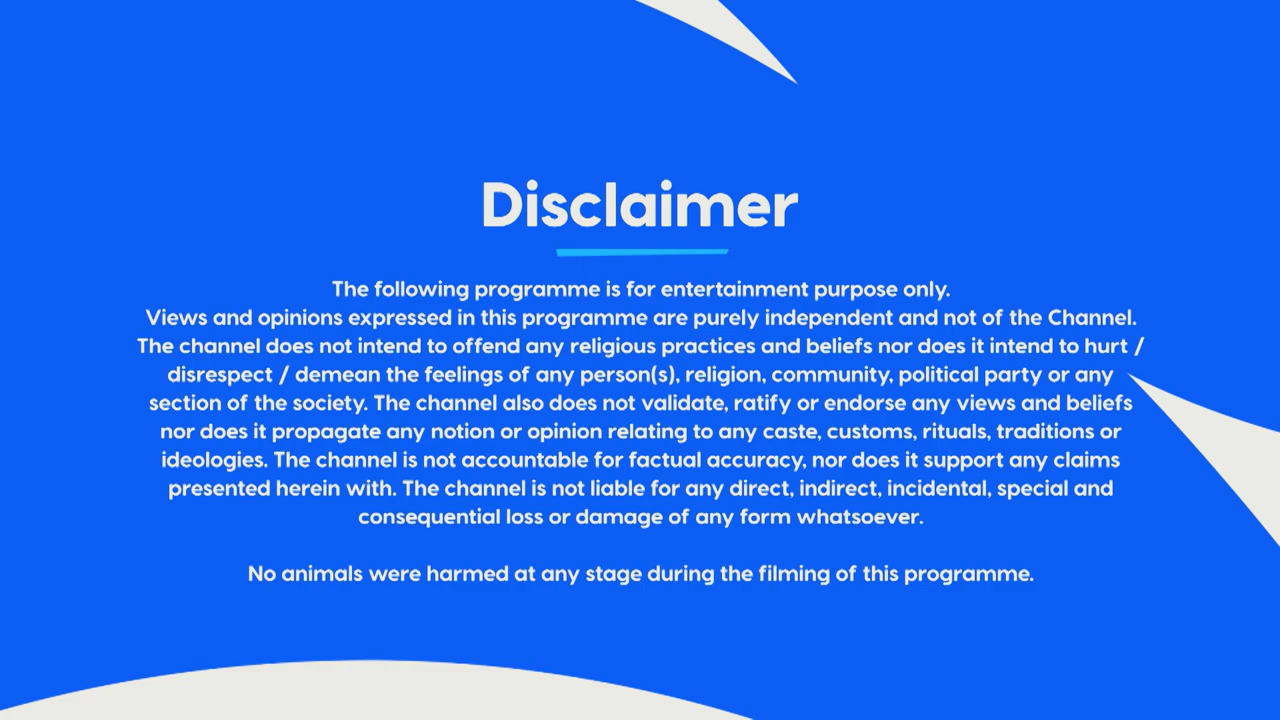 Disclaimer
The following programme is for entertainment purpose only.
Views and opinions expressed in this programme are purely independent and not of the Channel.
The channel does not intend to offend any religious practices and beliefs nor does it intend to hurt /
disrespect / demean the feelings of any person(s), religion, community, political party or any
section of the society. The channel also does not validate, ratify or endorse any views and beliefs
nor does it propagate any notion or opinion relating to any caste, customs, rituals, traditions or
ideologies. The channel is not accountable for factual accuracy, nor does it support any claims
presented herein with. The channel is not liable for any direct, indirect, incidental, special and
consequential loss or damage of any form whatsoever.
No animals were harmed at any stage during the filming of this programme.